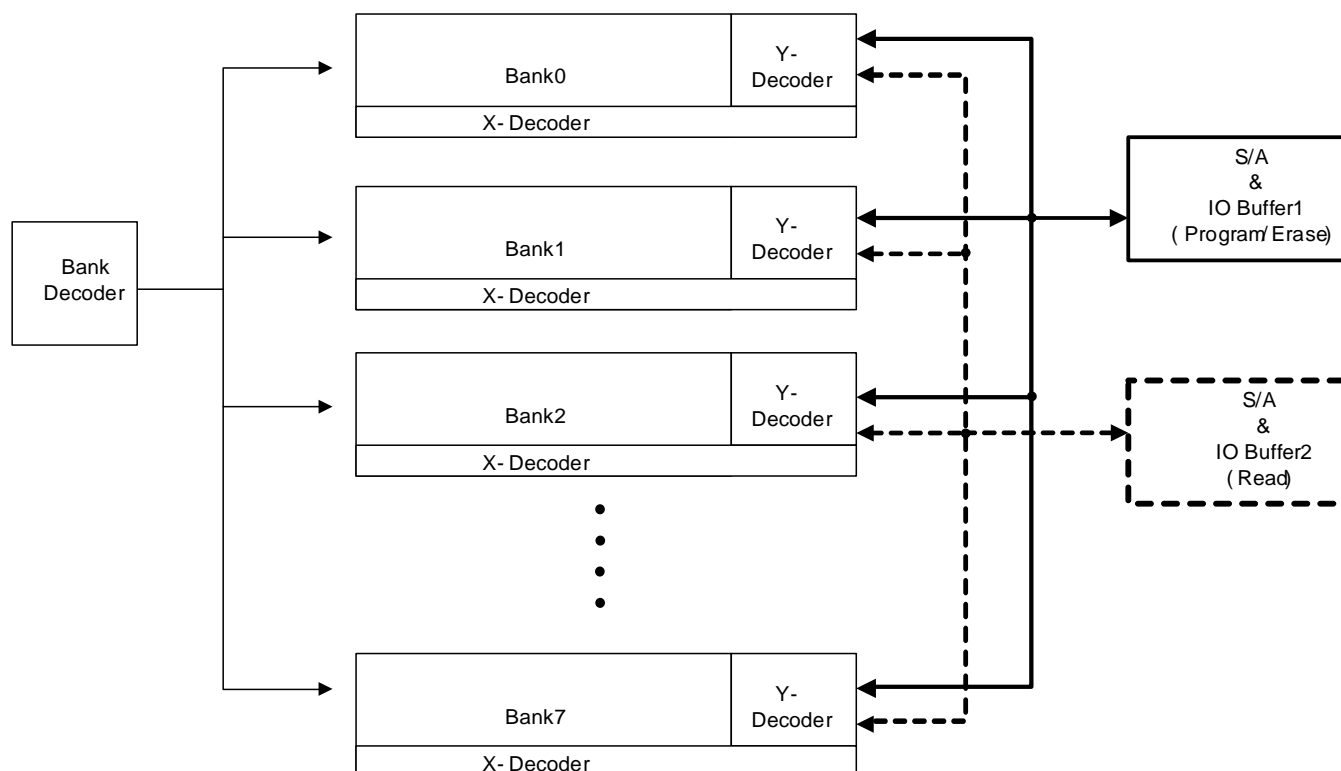 Bank0
Y-
Decoder
X- Decoder
Bank1
Y-
Decoder
X- Decoder
Bank
Decoder
Bank2
Y-
Decoder
X- Decoder
Bank7
Y-
Decoder
X- Decoder
S/A
&
IO Buffer1
( Program/ Erase)
S/A
&
IO Buffer2
( Read)